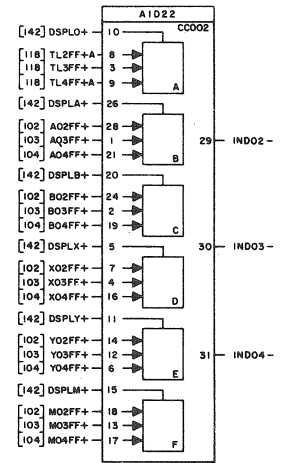 A1D22
CC002
[142] DSPLO+ 10
[118] TL2FF+A 8
[118] TL3FF+ 3
[118] TL4FF+A 9
A
[142] DSPLA+ 26
[102] A02FF+ 28
[103] A03FF+ 1
[104] A04FF+ 21
B
29 IND02-
[142] DSPLB+ 20
[102] B02FF+ 24
[103] B03FF+ 2
[104] B04FF+ 19
C
[142] DSPLX+ 5
30 IND03-
[102] X02FF+ 7
[103] X03FF+ 4
[104] X04FF+ 16
D
[142] DSPLY+ 11
[102] Y02FF+ 14
[103] Y03FF+ 12
[104] Y04FF+ 6
E
31 IND04-
[142] DSPLM+ 15
[102] M02FF+ 18
[103] M03FF+ 13
[104] M04FF+ 17
F